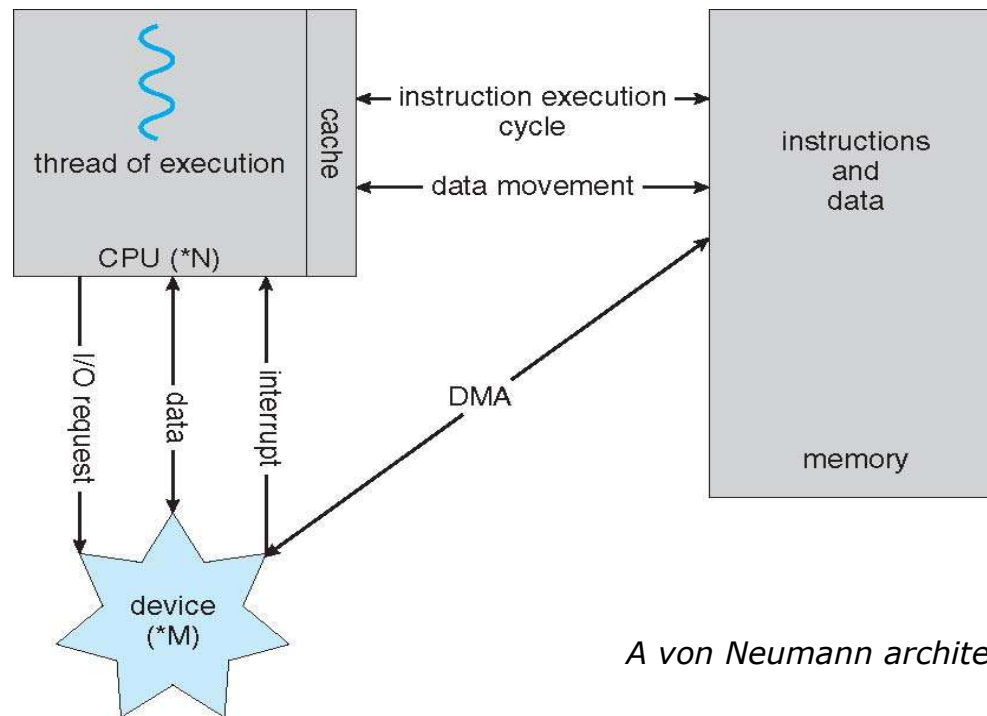 thread of execution
cache
CPU (*N)
instruction execution
cycle
data movement
instructions
and
data
memory
I/O request
data
interrupt
DMA
device
(*M)
A von Neumann archite